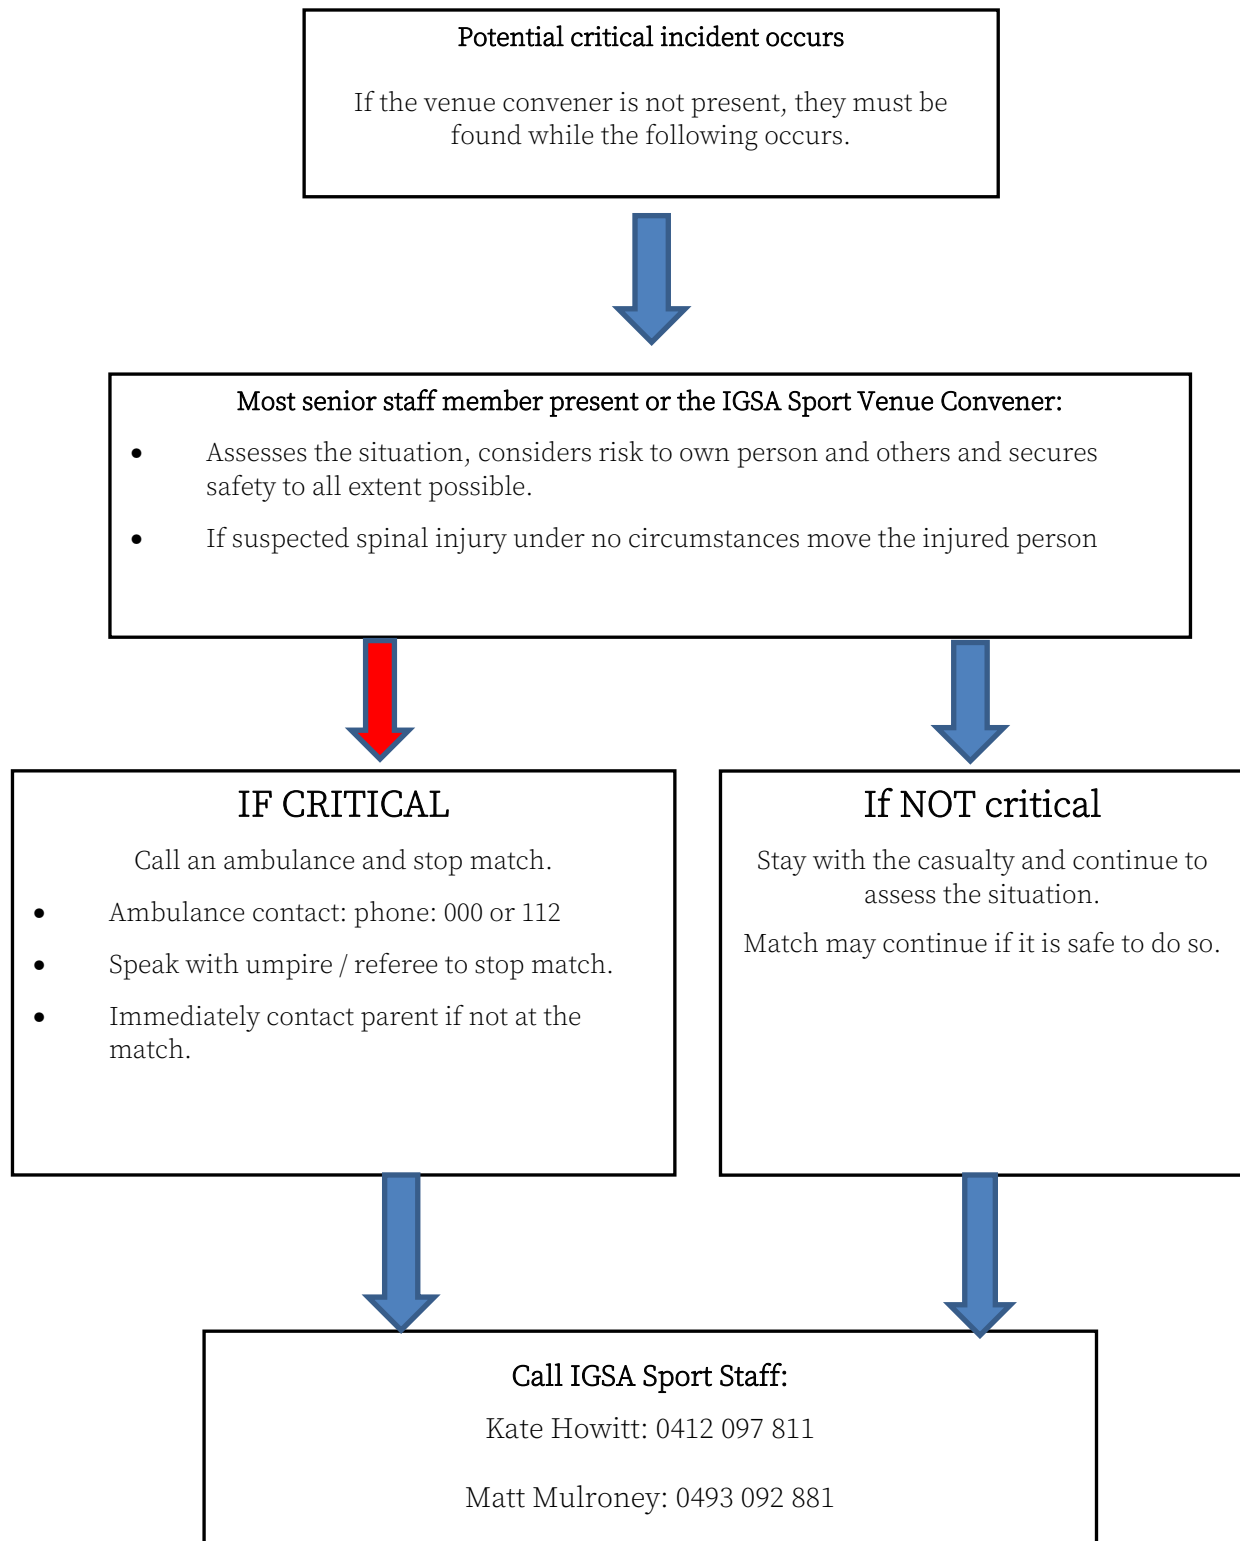 Potential critical incident occurs
If the venue convener is not present, they must be
found while the following occurs.
Most senior staff member present or the IGSA Sport Venue Convener:
• Assesses the situation, considers risk to own person and others and secures
safety to all extent possible.
• If suspected spinal injury under no circumstances move the injured person
IF CRITICAL
Call an ambulance and stop match.
• Ambulance contact: phone: 000 or 112
• Speak with umpire / referee to stop match.
• Immediately contact parent if not at the
match.
If NOT critical
Stay with the casualty and continue to
assess the situation.
Match may continue if it is safe to do so.
Call IGSA Sport Staff:
Kate Howitt: 0412 097 811
Matt Mulroney: 0493 092 881